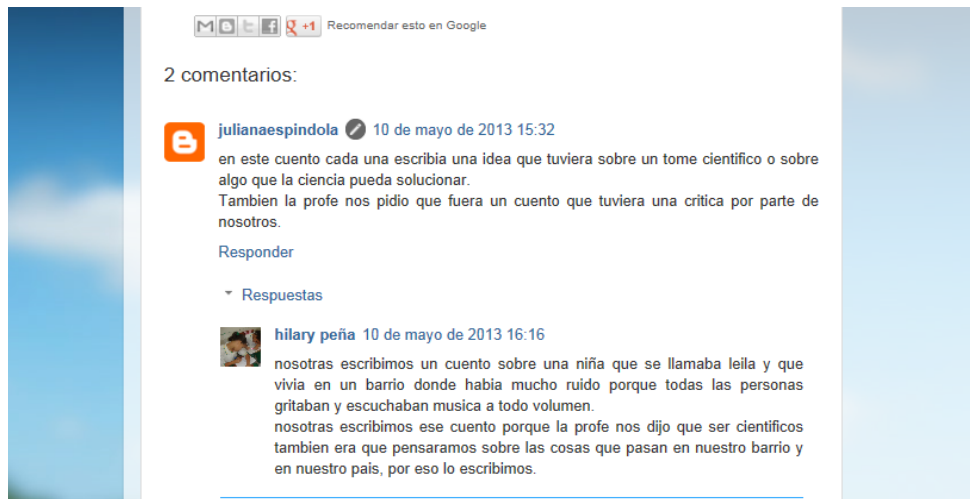 +1 Recomendar esto en Google
2 comentarios:
julianaespindola 10 de mayo de 2013 15:32
en este cuento cada una escribia una idea que tuviera sobre un tome cientifico o sobre
algo que la ciencia pueda solucionar.
Tambien la profe nos pidio que fuera un cuento que tuviera una critica por parte de
nosotros.
Responder
Respuestas
hilary peña 10 de mayo de 2013 16:16
nosotras escribimos un cuento sobre una niña que se llamaba leila y que
vivia en un barrio donde habia mucho ruido porque todas las personas
gritaban y escuchaban musica a todo volumen.
nosotras escribimos ese cuento porque la profe nos dijo que ser cientificos
tambien era que pensaramos sobre las cosas que pasan en nuestro barrio y
en nuestro pais, por eso lo escribimos.